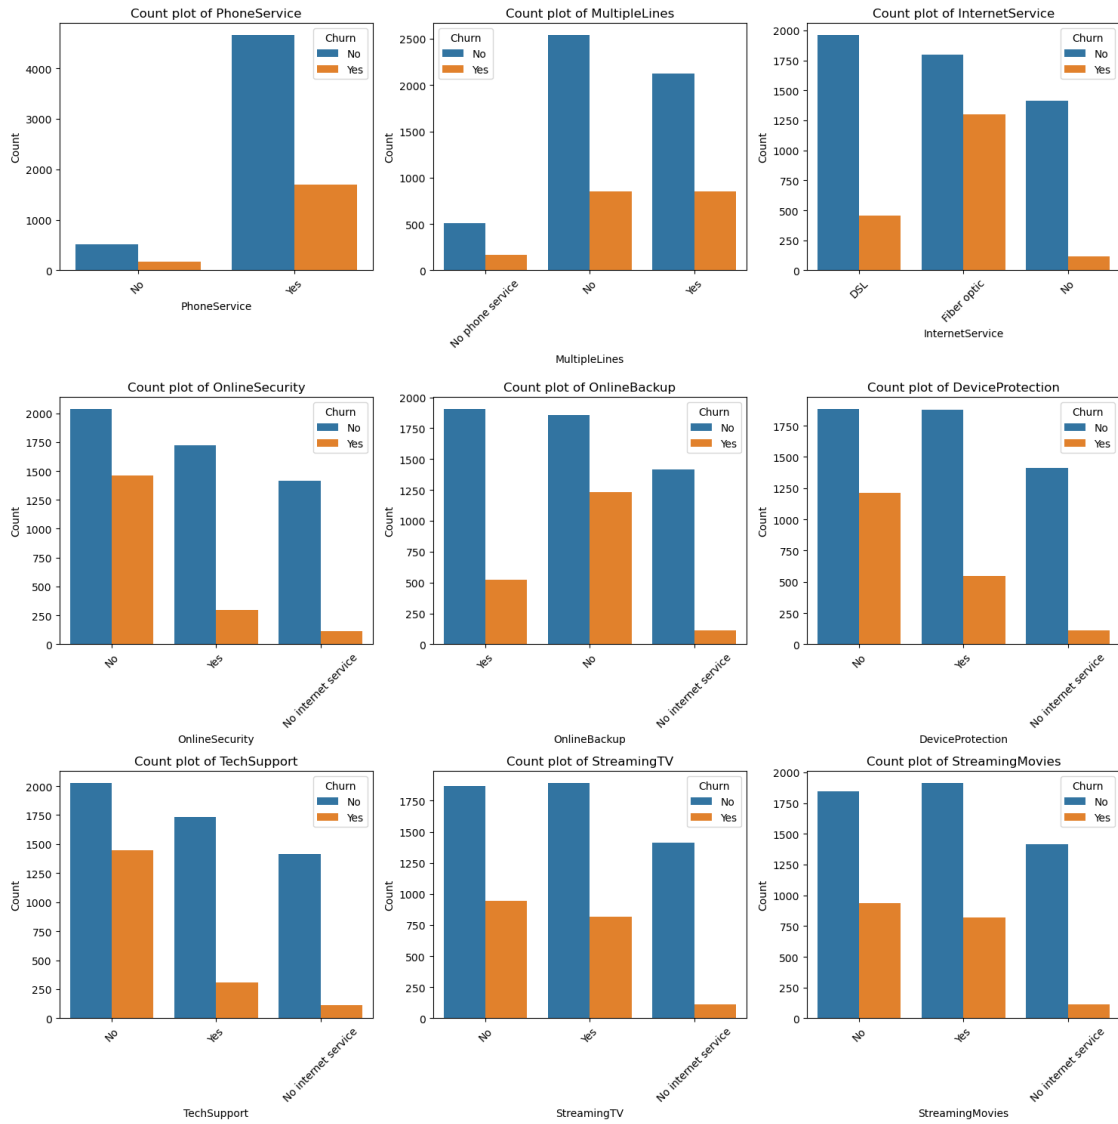 Count plot of PhoneService
Count
4000
3000
2000
1000
0
Churn
No
Yes
No
Yes
PhoneService
Count plot of MultipleLines
Count
2500
2000
1500
1000
500
0
Churn
No
Yes
No phone service
No
Yes
MultipleLines
Count plot of InternetService
Count
2000
1750
1500
1250
1000
750
500
250
0
Churn
No
Yes
DSL
Fiber optic
No
InternetService
Count plot of OnlineSecurity
Count
2000
1750
1500
1250
1000
750
500
250
0
Churn
No
Yes
No
Yes
No internet service
OnlineSecurity
Count plot of OnlineBackup
Count
2000
1750
1500
1250
1000
750
500
250
0
Churn
No
Yes
Yes
No
No internet service
OnlineBackup
Count plot of DeviceProtection
Count
1750
1500
1250
1000
750
500
250
0
Churn
No
Yes
No
Yes
No internet service
DeviceProtection
Count plot of TechSupport
Count
2000
1750
1500
1250
1000
750
500
250
0
Churn
No
Yes
No
Yes
No internet service
TechSupport
Count plot of StreamingTV
Count
1750
1500
1250
1000
750
500
250
0
Churn
No
Yes
No
Yes
No internet service
StreamingTV
Count plot of StreamingMovies
Count
2000
1750
1500
1250
1000
750
500
250
0
Churn
No
Yes
No
Yes
No internet service
StreamingMovies